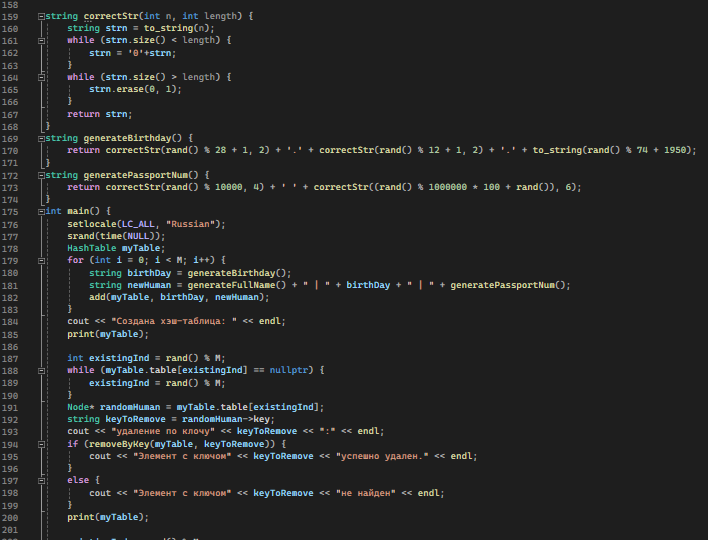 158
159 string correctStr(int n, int length) {
160 string strn = to_string(n);
161 while (strn.size() < length) {
162 strn = '0'+strn;
163 }
164 while (strn.size() > length) {
165 strn.erase(0, 1);
166 }
167 return strn;
168 }
169 string generateBirthday() {
170 return correctStr(rand() % 28 + 1, 2) + '.' + correctStr(rand() % 12 + 1, 2) + '.' + to_string(rand() % 74 + 1950);
171 }
172 string generatePassportNum() {
173 return correctStr(rand() % 10000, 4) + ' ' + correctStr((rand() % 1000000 * 100 + rand()), 6);
174 }
175 int main() {
176 setlocale(LC_ALL, "Russian");
177 srand(time(NULL));
178 HashTable myTable;
179 for (int i = 0; i < M; i++) {
180 string birthDay = generateBirthday();
181 string newHuman = generateFullName() + " | " + birthDay + " | " + generatePassportNum();
182 add(myTable, birthDay, newHuman);
183 }
184 cout << "Создана хэш-таблица: " << endl;
185 print(myTable);
186
187 int existingInd = rand() % M;
188 while (myTable.table[existingInd] == nullptr) {
189 existingInd = rand() % M;
190 }
191 Node* randomHuman = myTable.table[existingInd];
192 string keyToRemove = randomHuman->key;
193 cout << "удаление по клочу" << keyToRemove << ":" << endl;
194 if (removeByKey(myTable, keyToRemove)) {
195 cout << "Элемент с ключом" << keyToRemove << "успешно удален." << endl;
196 }
197 else {
198 cout << "Элемент с ключом" << keyToRemove << "не найден" << endl;
199 }
200 print(myTable);
201